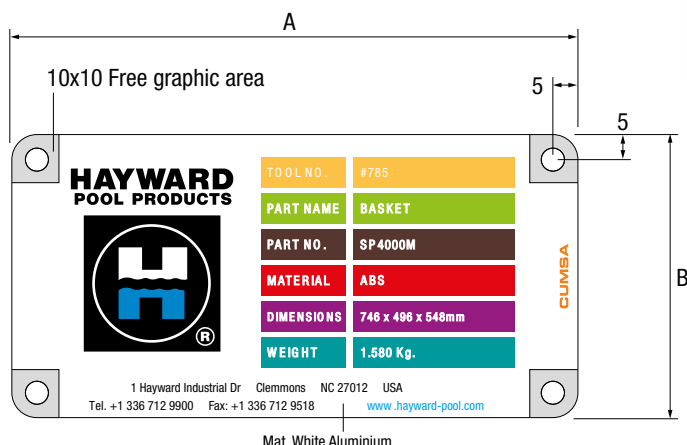 A
10x10 Free graphic area
5
5
HAYWARD
POOL PRODUCTS
®
TOOL NO. #785
PART NAME BASKET
PART NO. SP4000M
MATERIAL ABS
DIMENSIONS 746 x 496 x 548mm
WEIGHT 1.580 Kg.
CUMSA
B
1 Hayward Industrial Dr Clemmons NC 27012 USA
Tel. +1 336 712 9900 Fax: +1 336 712 9518 www .hayward-pool.com
Mat. White Aluminium